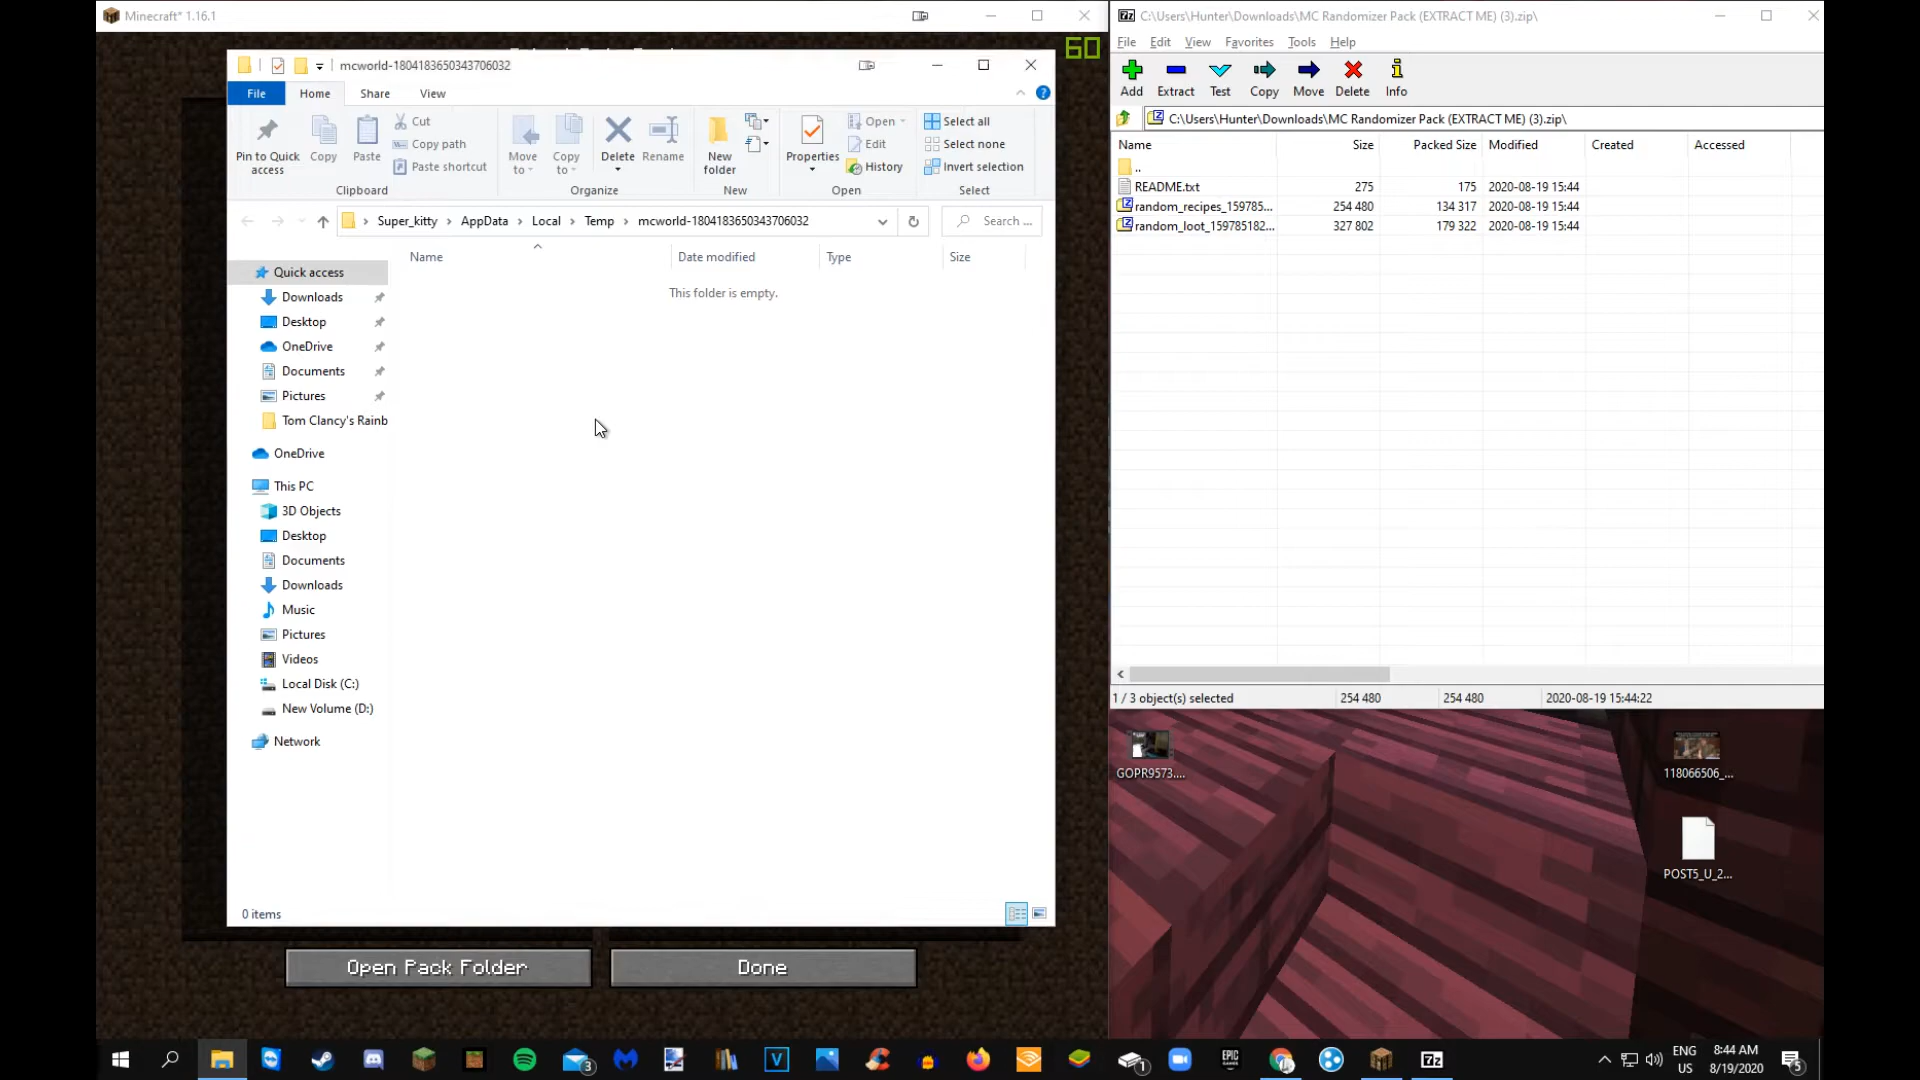 Minecraft* 1.16.1
60
mcworld-1804183650343706032
File Home Share View
Pin to Quick access
Copy
Paste
Cut
Copy path
Paste shortcut
Clipboard
Move to
Copy to
Delete
Rename
Organize
New folder
New
Properties
Open
Edit
History
Open
Select all
Select none
Invert selection
Select
Super_kitty > AppData > Local > Temp > mcworld-1804183650343706032
Search ...
Name Date modified Type Size
This folder is empty.
Quick access
Downloads
Desktop
OneDrive
Documents
Pictures
Tom Clancy's Rainb
OneDrive
This PC
3D Objects
Desktop
Documents
Downloads
Music
Pictures
Videos
Local Disk (C:)
New Volume (D:)
Network
0 items
Open Pack Folder
Done
7z C:\Users\Hunter\Downloads\MC Randomizer Pack (EXTRACT ME) (3).zip\
File Edit View Favorites Tools Help
Add Extract Test Copy Move Delete Info
C:\Users\Hunter\Downloads\MC Randomizer Pack (EXTRACT ME) (3).zip\
Name Size Packed Size Modified Created Accessed
..
README.txt 275 175 2020-08-19 15:44
random_recipes_159785... 254 480 134 317 2020-08-19 15:44
random_loot_159785182... 327 802 179 322 2020-08-19 15:44
1 / 3 object(s) selected 254 480 254 480 2020-08-19 15:44:22
GOPR9573....
118066506_...
POST5_U_2...
3
V
1
EPIC GAMES
7z
ENG
US
8:44 AM
8/19/2020
5